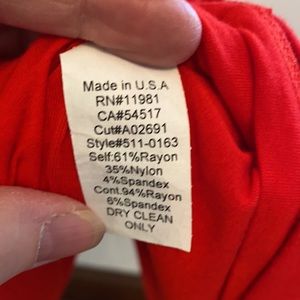 Made in U.S.A
RN#11981
CA#54517
Cut#A02691
Style#511-0163
Self:61%Rayon
35%Nylon
4%Spandex
Cont.94%Rayon
6%Spandex
DRY CLEAN
ONLY